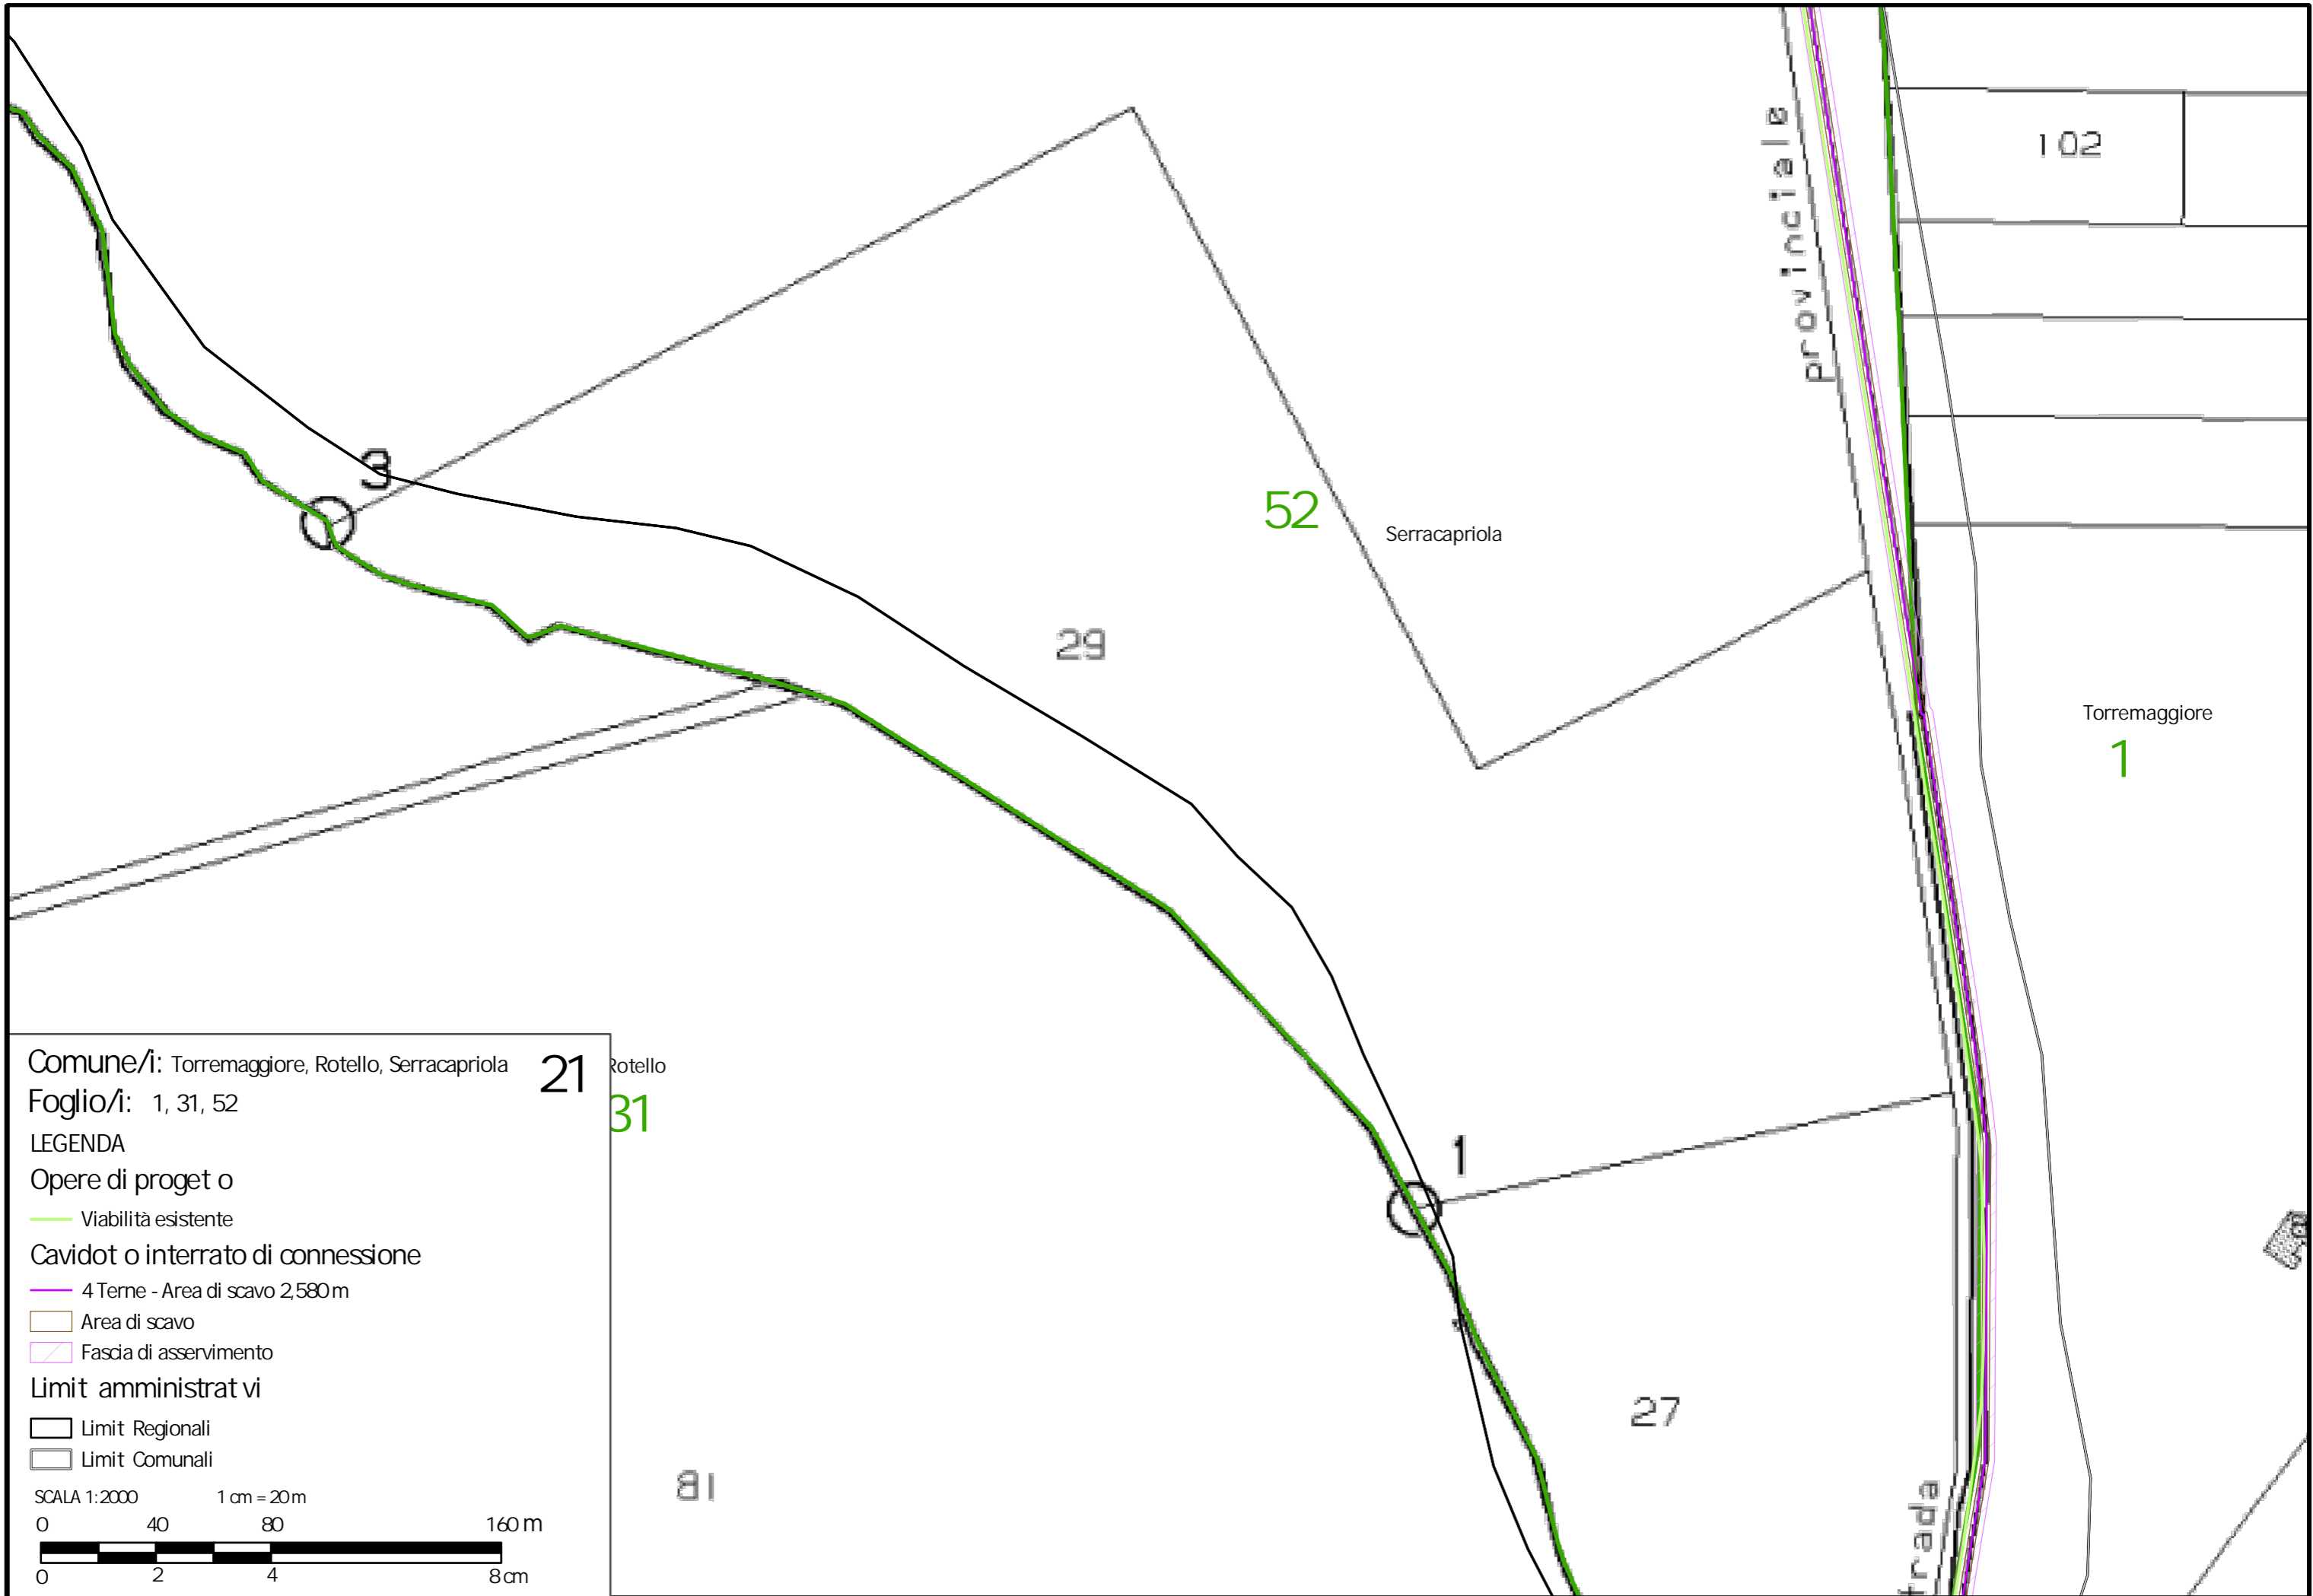 provinciale
102
3
52
Serracapriola
29
Torremaggiore
1
Comune/i: Torremaggiore, Rotello, Serracapriola
21
Rotello
Foglio/i: 1, 31, 52
31
LEGENDA
Opere di proget o
Viabilità esistente
Cavidot o interrato di connessione
4 Terne - Area di scavo 2,580 m
Area di scavo
Fascia di asservimento
Limit amministrat vi
Limit Regionali
Limit Comunali
SCALA 1:2000 1 cm = 20 m
0 40 80 160 m
0 2 4 8 cm
1
27
81
trada